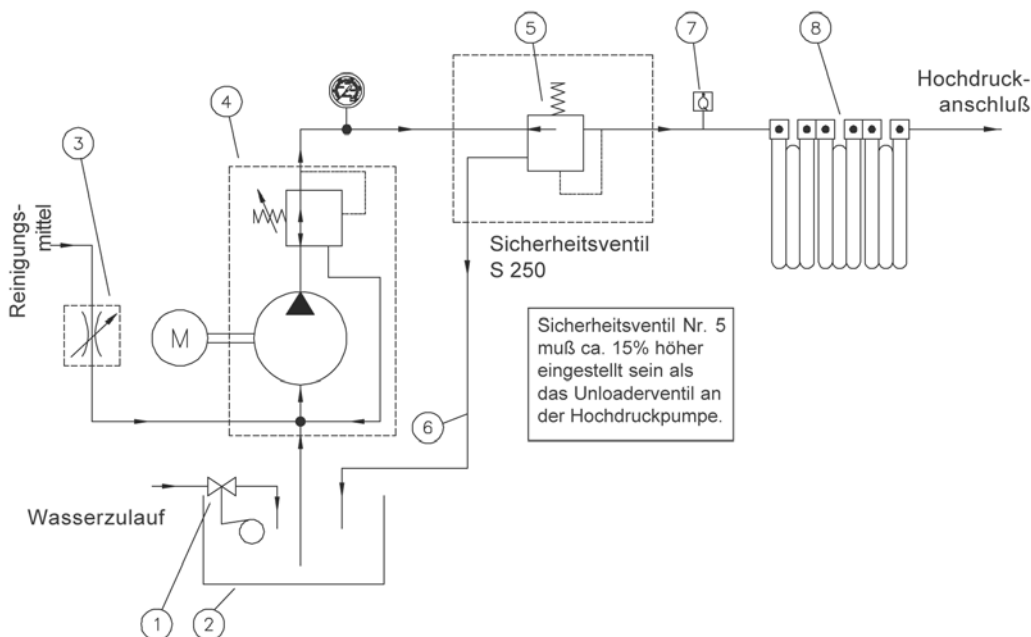 5
7
8
Hochdruck-
anschluß
4
3
Reinigungs-
mittel
Sicherheitsventil
S 250
M
Sicherheitsventil Nr. 5
muß ca. 15% höher
eingestellt sein als
das Unloaderventil an
der Hochdruckpumpe.
6
Wasserzulauf
1
2